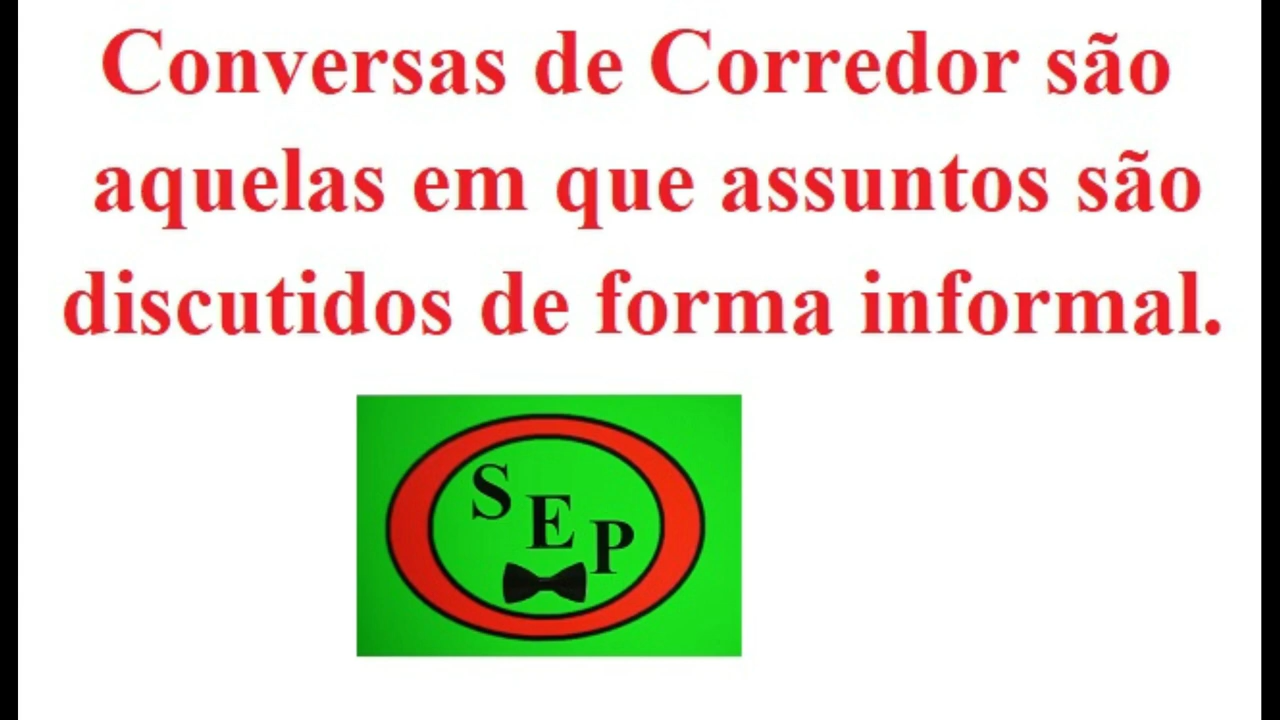 Conversas de Corredor são
aquelas em que assuntos são
discutidos de forma informal.
S E P